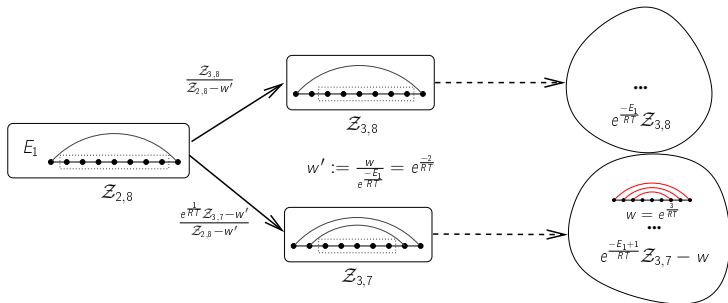 E₁
𝒵₂,₈
𝒵₃,₈ / (𝒵₂,₈−w′)
(e^(1/RT) 𝒵₃,₇−w′) / (𝒵₂,₈−w′)
𝒵₃,₈
w′ := w / e^(−E₁/RT) = e^(−2/RT)
𝒵₃,₇
...
e^(−E₁/RT) 𝒵₃,₈
w = e^(3/RT)
...
e^(−E₁+1/RT) 𝒵₃,₇ − w